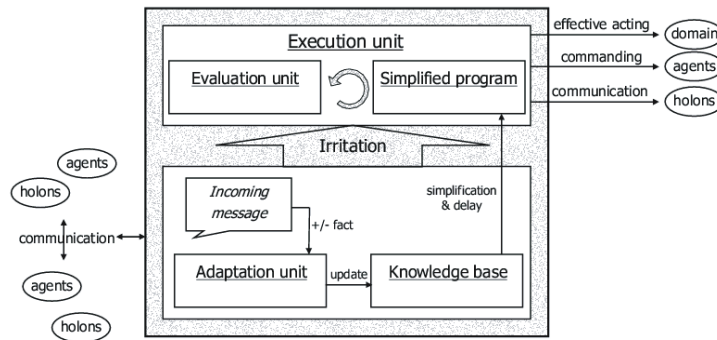 effective acting
domain
Execution unit
commanding
agents
Evaluation unit
Simplified program
communication
holons
Irritation
agents
holons
communication
agents
holons
Incoming
message
+/- fact
simplification
& delay
Adaptation unit
update
Knowledge base